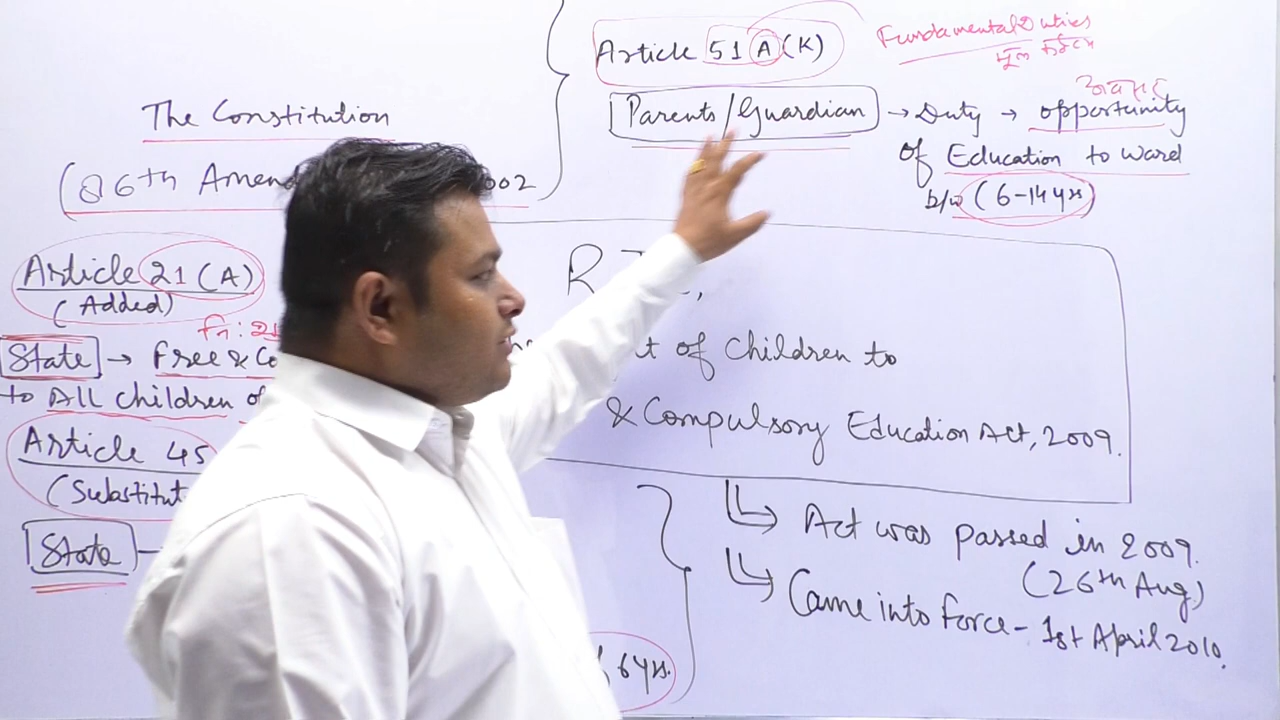 The Constitution
(86th Amend
002
Article 21(A)
(Added)
State → Free & Co
to All children of
Article 45
(Substitut
State
Article 51A(K)
Fundamental Duties
मूल कर्तव्य
Parents/Guardian → Duty → opportunity
अवसर
of Education to ward
b/w (6-14 yrs)
R
t of children to
& Compulsory Education Act, 2009.
Act was passed in 2009.
(26th Aug)
Came into force - 1st April 2010.
6 yrs.